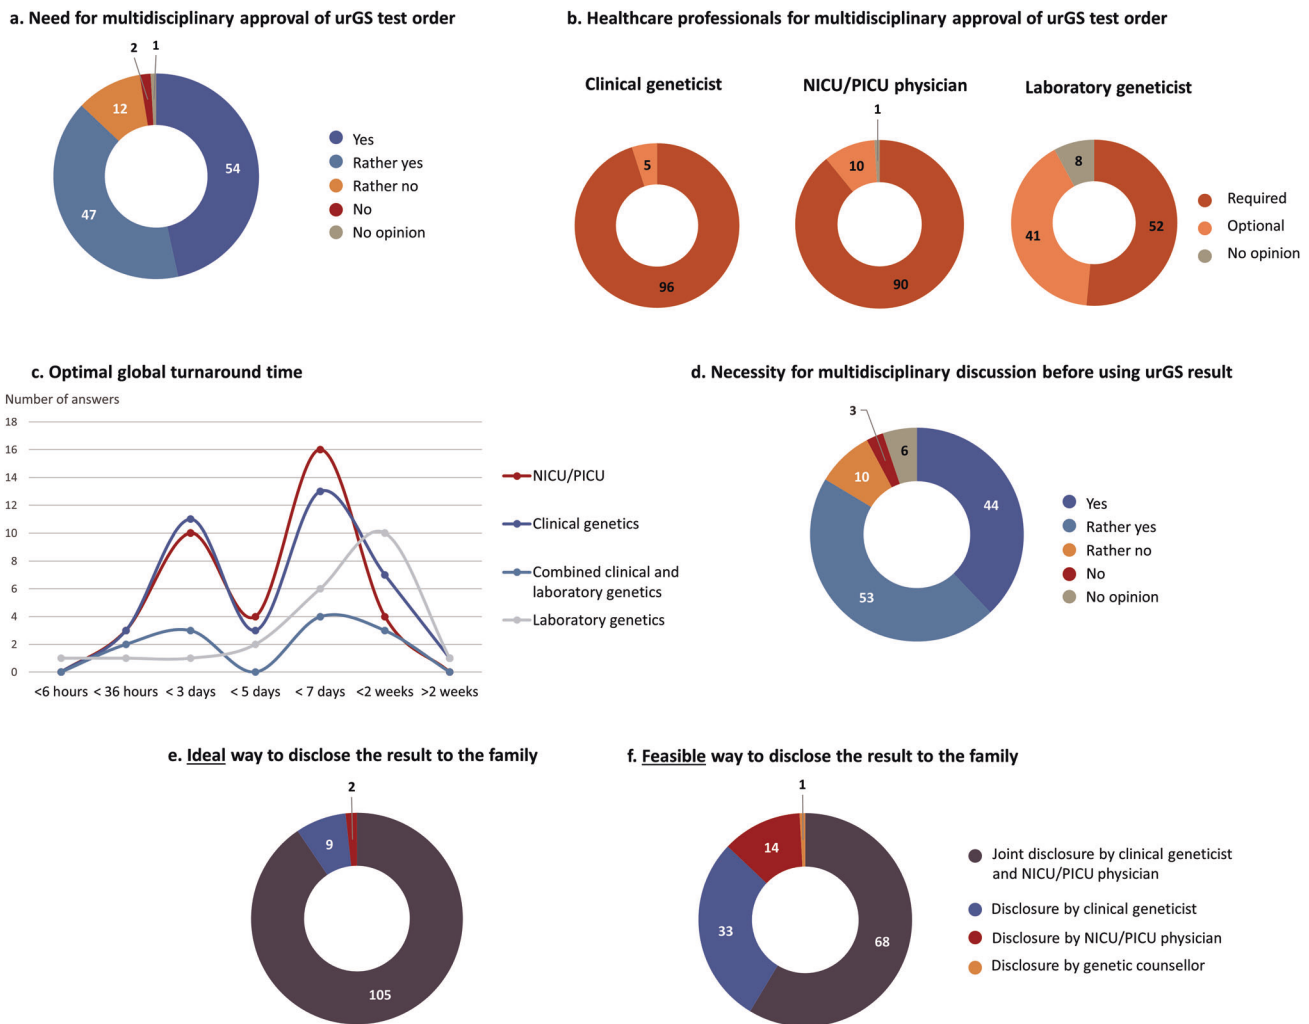 a. Need for multidisciplinary approval of urGS test order
2
1
12
54
47
Yes
Rather yes
Rather no
No
No opinion
b. Healthcare professionals for multidisciplinary approval of urGS test order
Clinical geneticist
5
96
NICU/PICU physician
1
10
90
Laboratory geneticist
8
41
52
Required
Optional
No opinion
c. Optimal global turnaround time
Number of answers
18
16
14
12
10
8
6
4
2
0
<6 hours
< 36 hours
< 3 days
< 5 days
< 7 days
<2 weeks
>2 weeks
NICU/PICU
Clinical genetics
Combined clinical and
laboratory genetics
Laboratory genetics
d. Necessity for multidisciplinary discussion before using urGS result
3
6
10
44
53
Yes
Rather yes
Rather no
No
No opinion
e. Ideal way to disclose the result to the family
2
9
105
f. Feasible way to disclose the result to the family
1
14
33
68
Joint disclosure by clinical geneticist
and NICU/PICU physician
Disclosure by clinical geneticist
Disclosure by NICU/PICU physician
Disclosure by genetic counsellor